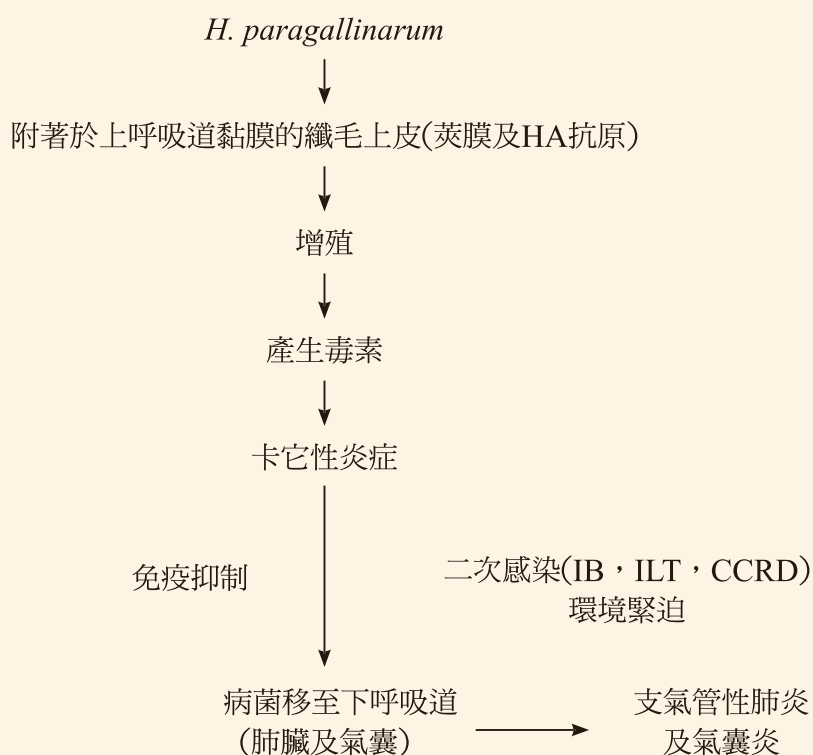 H. paragallinarum
附著於上呼吸道黏膜的纖毛上皮(莢膜及HA抗原)
增殖
產生毒素
卡它性炎症
免疫抑制
二次感染(IB，ILT，CCRD)
環境緊迫
病菌移至下呼吸道
(肺臟及氣囊)
支氣管性肺炎
及氣囊炎